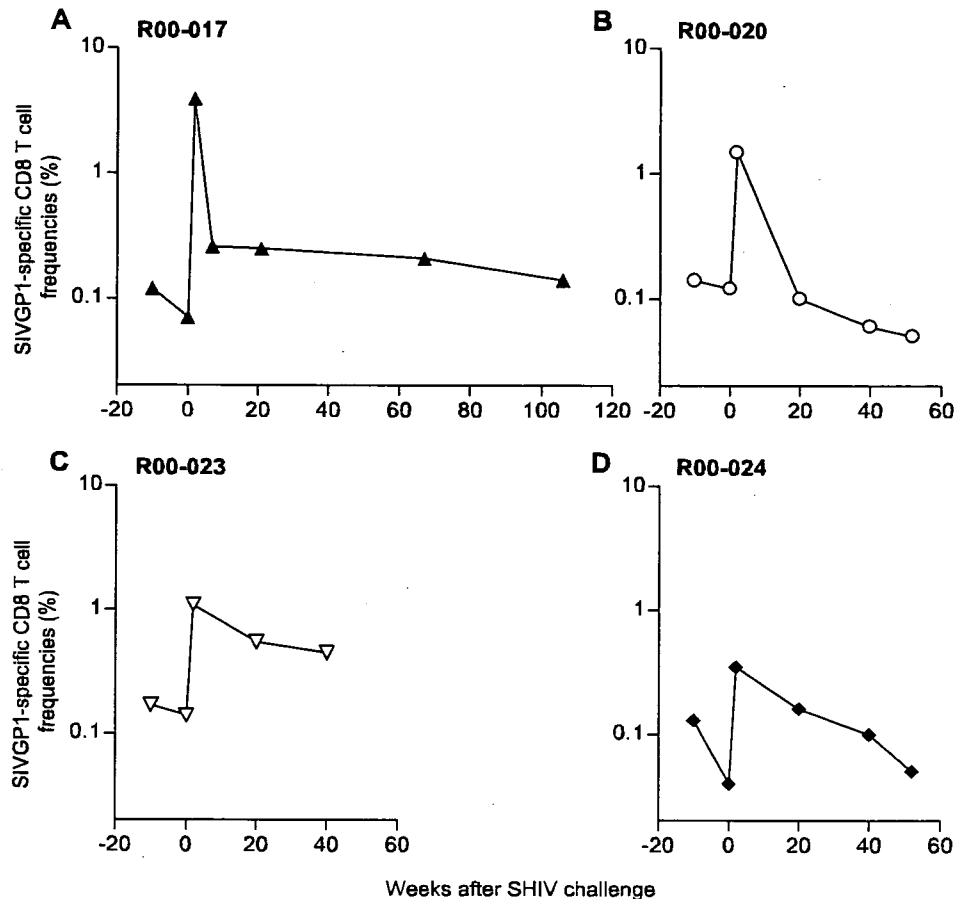 A
R00-017
10
1
0.1
-20 0 20 40 60 80 100 120
SIVGP1-specific CD8 T cell
frequencies (%)
B
R00-020
10
1
0.1
-20 0 20 40 60
C
R00-023
10
1
0.1
-20 0 20 40 60
SIVGP1-specific CD8 T cell
frequencies (%)
D
R00-024
10
1
0.1
-20 0 20 40 60
Weeks after SHIV challenge